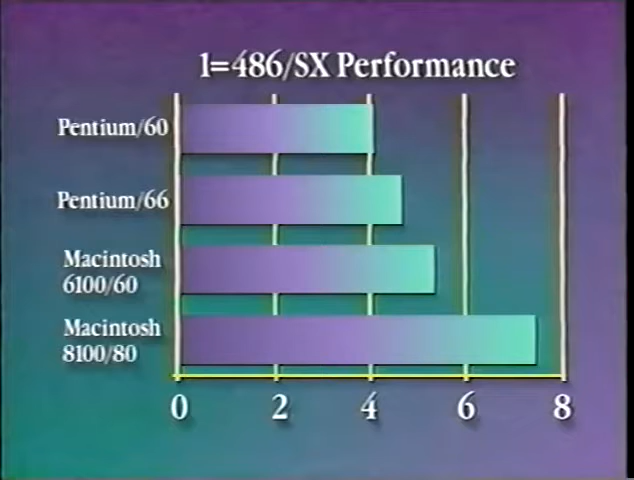 1=486/SX Performance
Pentium/60
Pentium/66
Macintosh
6100/60
Macintosh
8100/80
0 2 4 6 8